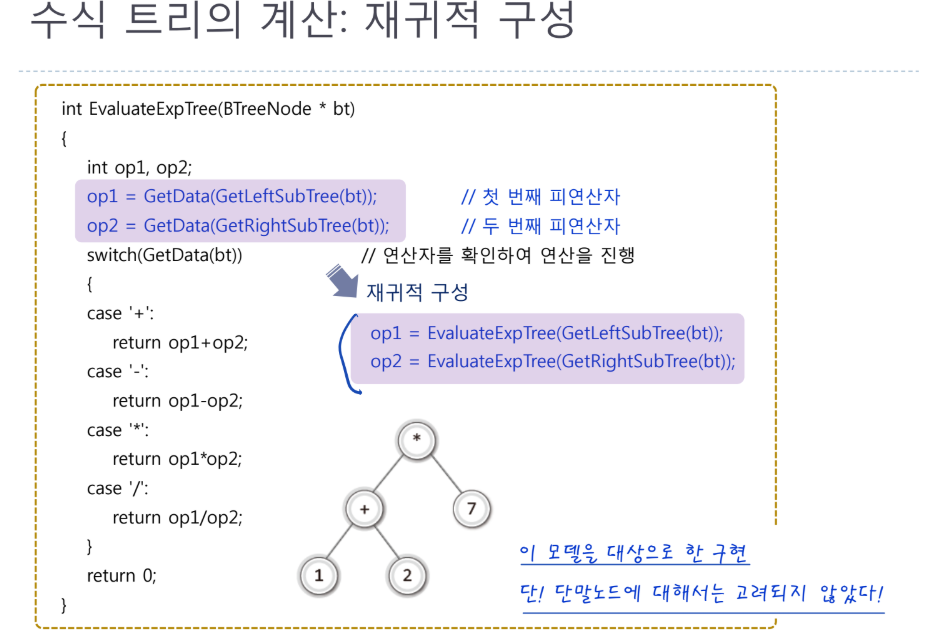 수식 트리의 계산: 재귀적 구성
int EvaluateExpTree(BTreeNode * bt)
{
int op1, op2;
op1 = GetData(GetLeftSubTree(bt)); // 첫 번째 피연산자
op2 = GetData(GetRightSubTree(bt)); // 두 번째 피연산자
switch(GetData(bt)) // 연산자를 확인하여 연산을 진행
{
재귀적 구성
case '+':
return op1+op2;
op1 = EvaluateExpTree(GetLeftSubTree(bt));
op2 = EvaluateExpTree(GetRightSubTree(bt));
case '-':
return op1-op2;
case '*':
return op1*op2;
case '/':
return op1/op2;
}
return 0;
}
*
+ 7
1 2
이 모델을 대상으로 한 구현
단! 단말노드에 대해서는 고려되지 않았다!